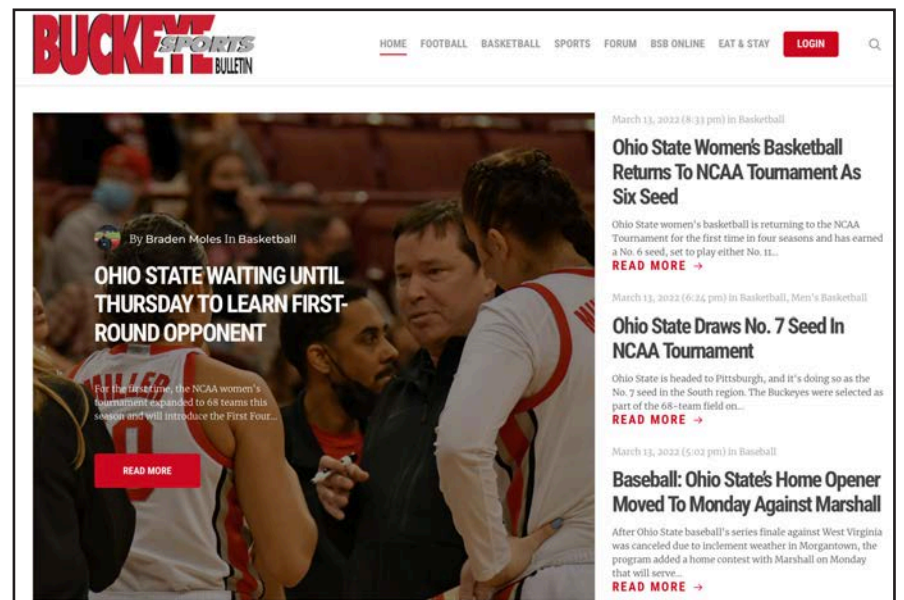 BUCKEYE
SPORTS
BULLETIN
HOME FOOTBALL BASKETBALL SPORTS FORUM BSB ONLINE EAT & STAY LOGIN
By Braden Moles In Basketball
OHIO STATE WAITING UNTIL
THURSDAY TO LEARN FIRST-
ROUND OPPONENT
For the first time, the NCAA women's
tournament expanded to 68 teams this
season and will introduce the First Four...
READ MORE
MILLER
0
March 13, 2022 (8:33 pm) in Basketball
Ohio State Women's Basketball
Returns To NCAA Tournament As
Six Seed
Ohio State women's basketball is returning to the NCAA
Tournament for the first time in four seasons and has earned
a No. 6 seed, set to play either No. 11...
READ MORE →
March 13, 2022 (6:24 pm) in Basketball, Men's Basketball
Ohio State Draws No. 7 Seed In
NCAA Tournament
Ohio State is headed to Pittsburgh, and it's doing so as the
No. 7 seed in the South region. The Buckeyes were selected as
part of the 68-team field on...
READ MORE →
March 13, 2022 (5:02 pm) in Baseball
Baseball: Ohio State's Home Opener
Moved To Monday Against Marshall
After Ohio State baseball's series finale against West Virginia
was canceled due to inclement weather in Morgantown, the
program added a home contest with Marshall on Monday
that will serve...
READ MORE →